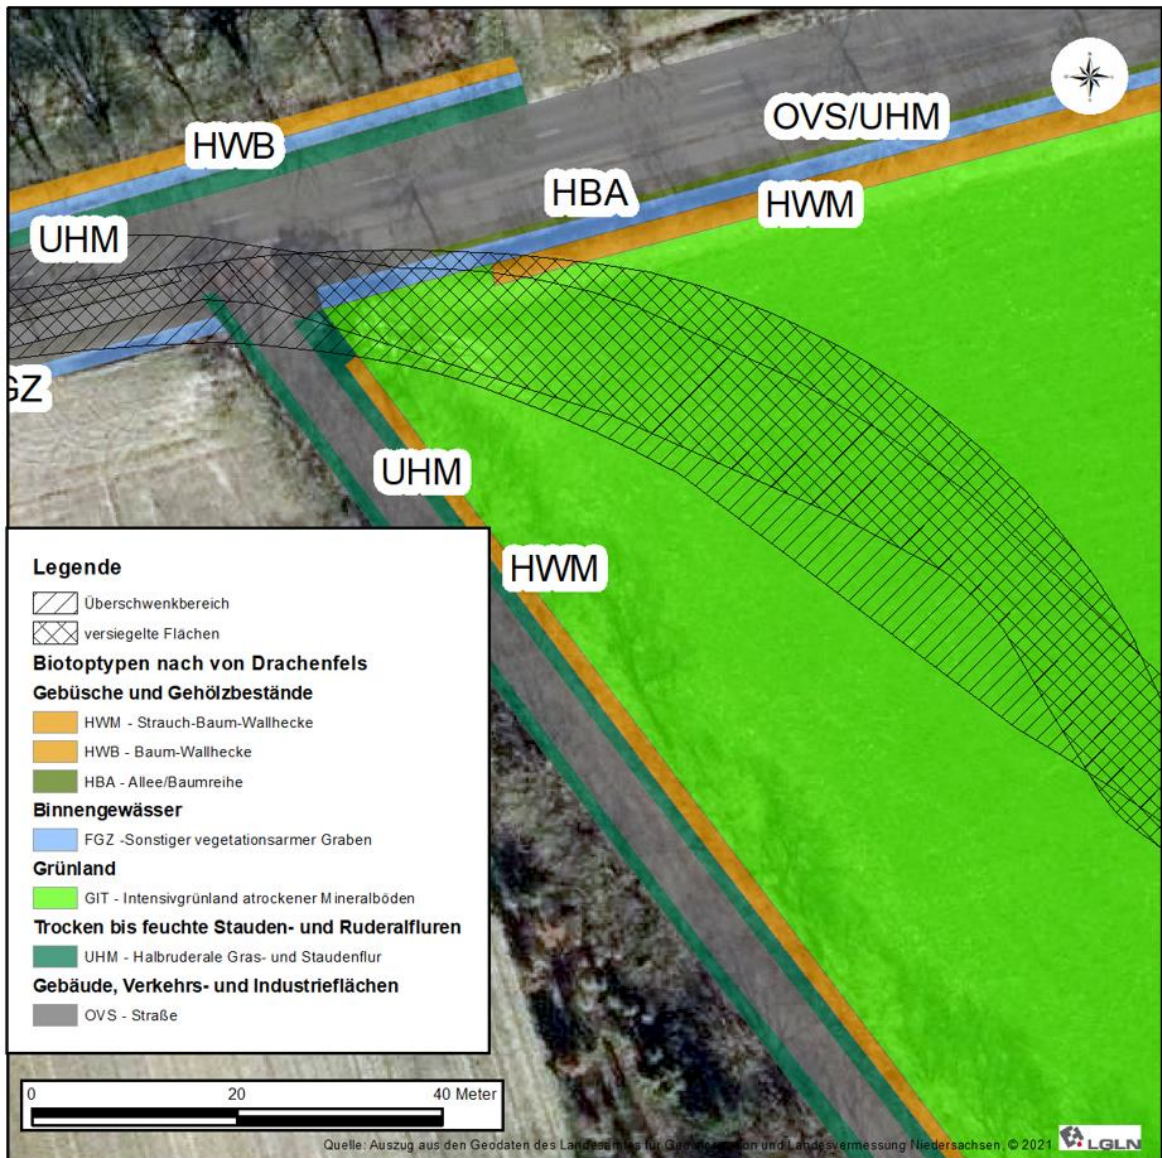 HWB
OVS/UHM
HBA
HWM
UHM
GZ
UHM
HWM
Legende
Überschwenkbereich
versiegelte Flächen
Biotoptypen nach von Drachenfels
Gebüsche und Gehölzbestände
HWM - Strauch-Baum-Wallhecke
HWB - Baum-Wallhecke
HBA - Allee/Baumreihe
Binnengewässer
FGZ -Sonstiger vegetationsarmer Graben
Grünland
GIT - Intensivgrünland atrockener Mineralböden
Trocken bis feuchte Stauden- und Ruderalfluren
UHM - Halbruderale Gras- und Staudenflur
Gebäude, Verkehrs- und Industrieflächen
OVS - Straße
0 20 40 Meter
Quelle: Auszug aus den Geodaten des Landesamtes für Geoinformation und Landesvermessung Niedersachsen, © 2021 LGLN